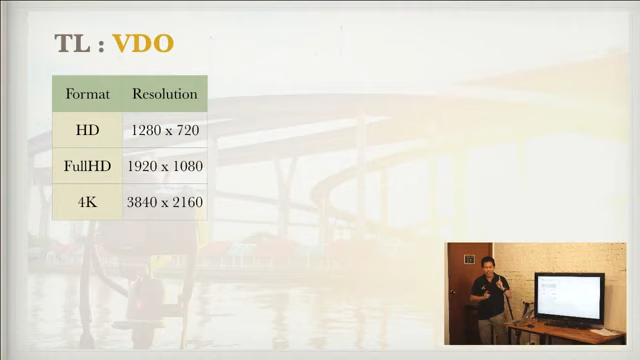 TL : VDO
Format Resolution
HD 1280 x 720
FullHD 1920 x 1080
4K 3840 x 2160